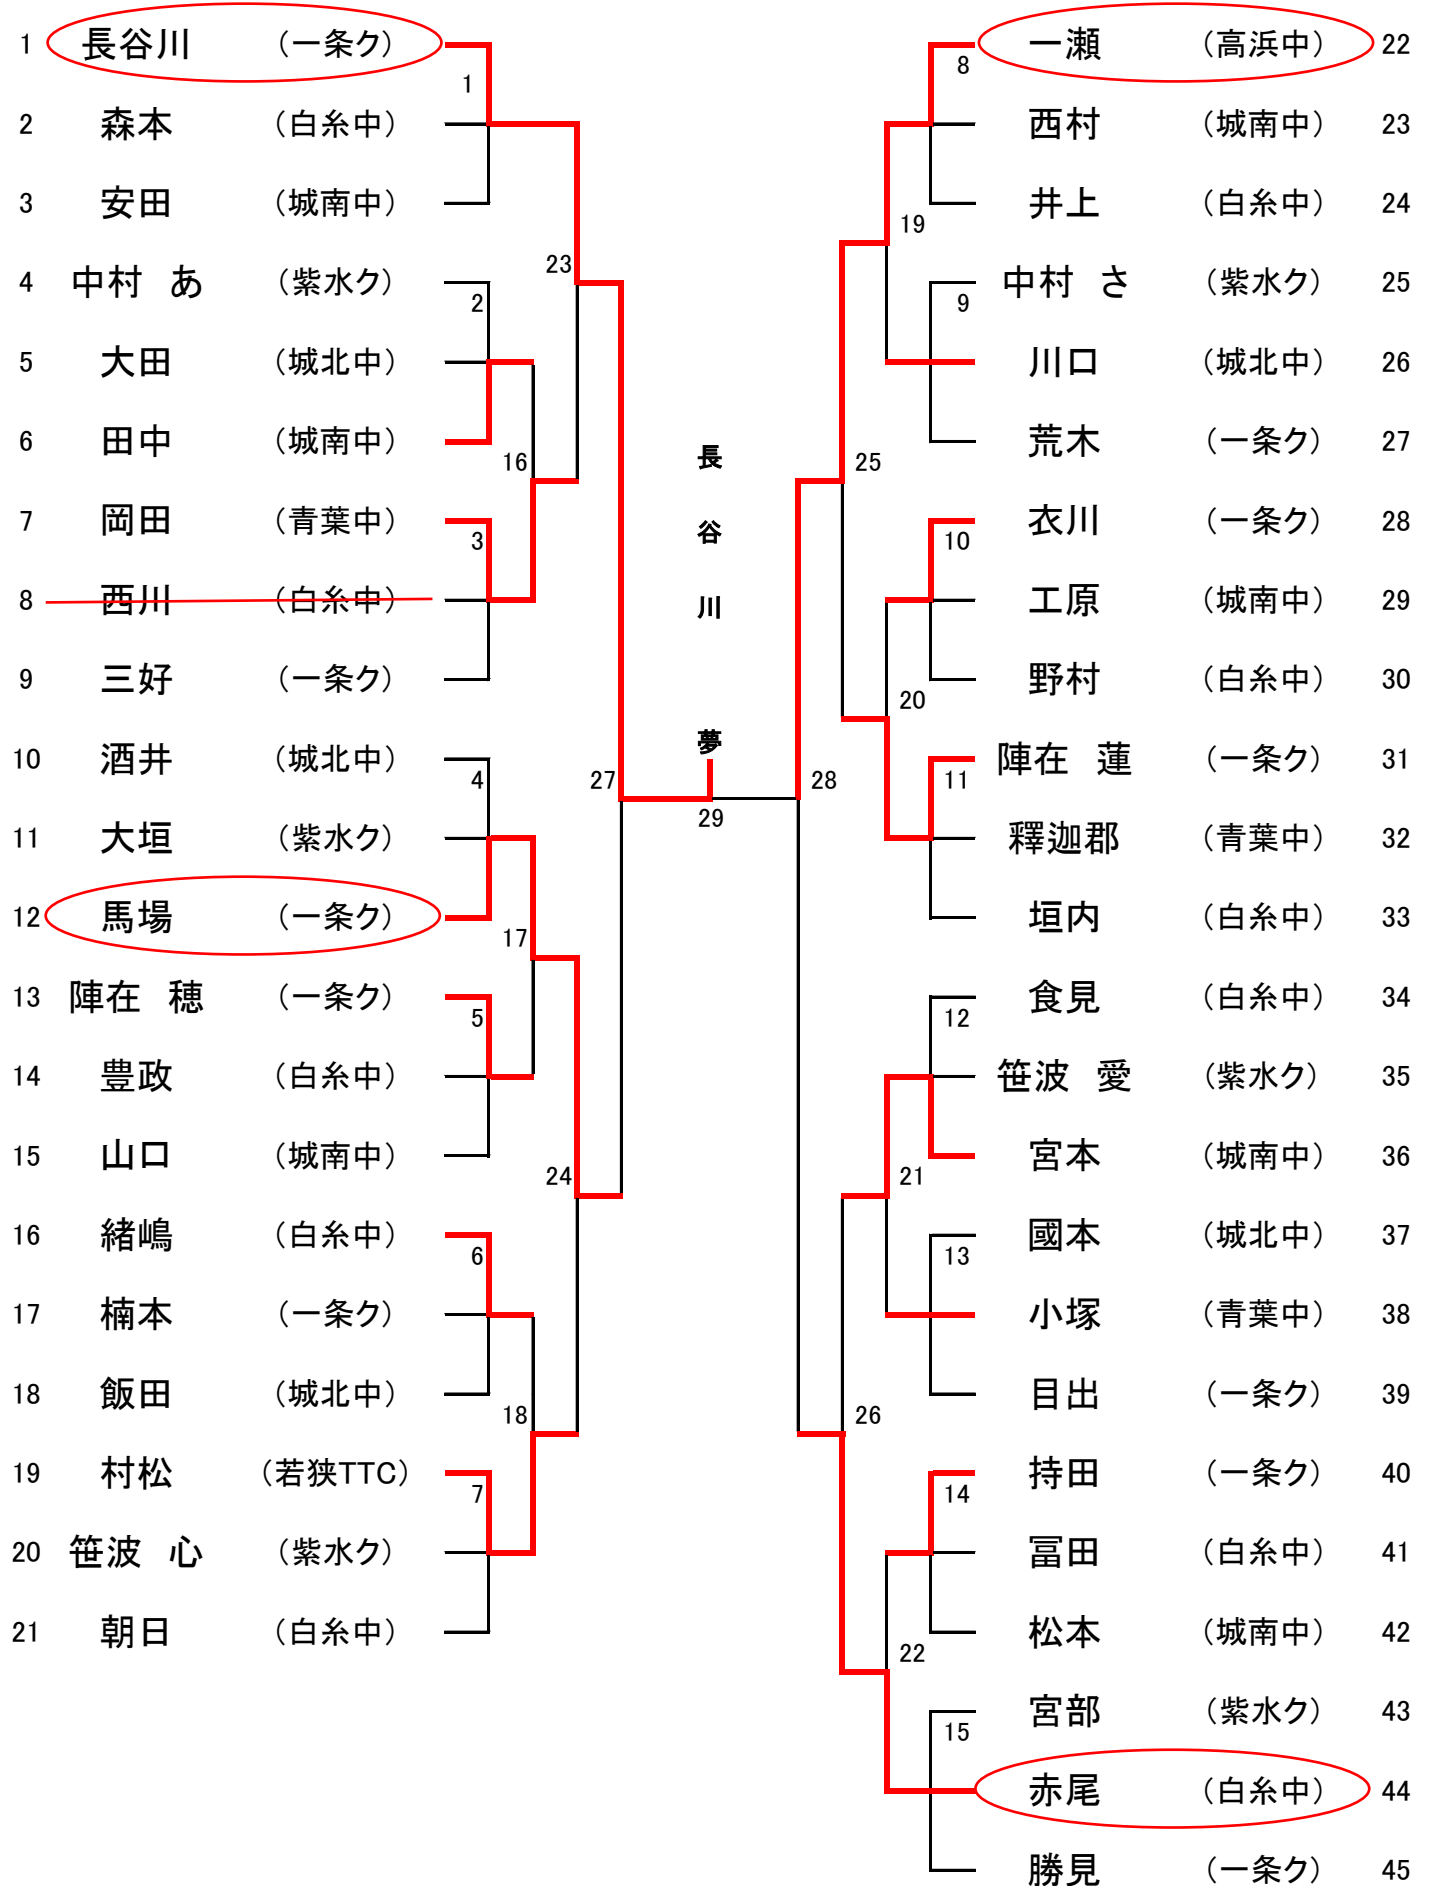 1 長谷川 (一条ク)
2 森本 (白糸中)
3 安田 (城南中)
4 中村 あ (紫水ク)
5 大田 (城北中)
6 田中 (城南中)
7 岡田 (青葉中)
8 西川 (白糸中)
9 三好 (一条ク)
10 酒井 (城北中)
11 大垣 (紫水ク)
12 馬場 (一条ク)
13 陣在 穂 (一条ク)
14 豊政 (白糸中)
15 山口 (城南中)
16 緒嶋 (白糸中)
17 楠本 (一条ク)
18 飯田 (城北中)
19 村松 (若狭TTC)
20 笹波 心 (紫水ク)
21 朝日 (白糸中)
1
2
3
4
5
6
7
16
17
18
23
24
27
長谷川 夢
29
28
25
26
19
20
21
22
8
9
10
11
12
13
14
15
一瀬 (高浜中) 22
西村 (城南中) 23
井上 (白糸中) 24
中村 さ (紫水ク) 25
川口 (城北中) 26
荒木 (一条ク) 27
衣川 (一条ク) 28
工原 (城南中) 29
野村 (白糸中) 30
陣在 蓮 (一条ク) 31
釋迦郡 (青葉中) 32
垣内 (白糸中) 33
食見 (白糸中) 34
笹波 愛 (紫水ク) 35
宮本 (城南中) 36
國本 (城北中) 37
小塚 (青葉中) 38
目出 (一条ク) 39
持田 (一条ク) 40
冨田 (白糸中) 41
松本 (城南中) 42
宮部 (紫水ク) 43
赤尾 (白糸中) 44
勝見 (一条ク) 45